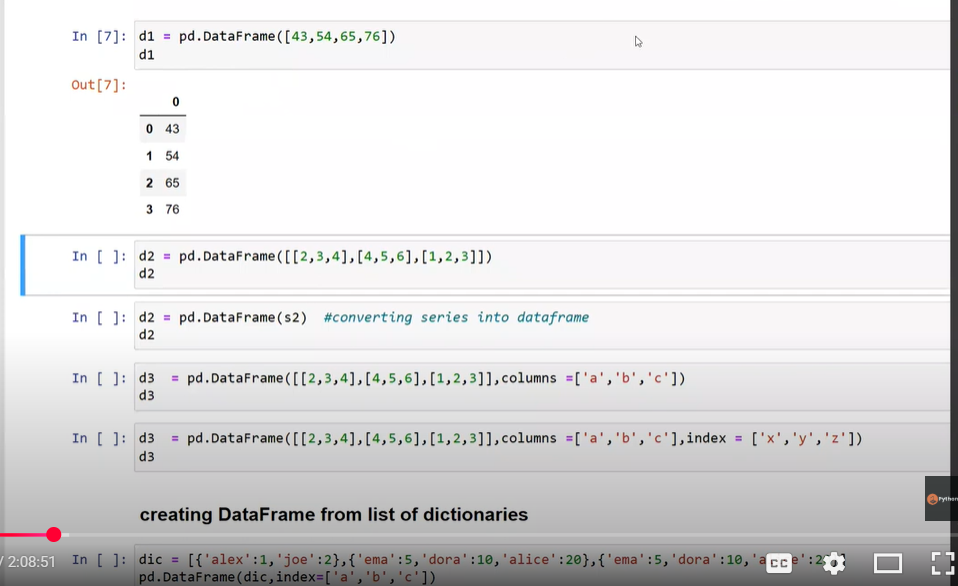 In [7]: d1 = pd.DataFrame([43,54,65,76])
d1
Out[7]:
0
0 43
1 54
2 65
3 76
In [ ]: d2 = pd.DataFrame([[2,3,4],[4,5,6],[1,2,3]])
d2
In [ ]: d2 = pd.DataFrame(s2)  #converting series into dataframe
d2
In [ ]: d3  = pd.DataFrame([[2,3,4],[4,5,6],[1,2,3]],columns =['a','b','c'])
d3
In [ ]: d3  = pd.DataFrame([[2,3,4],[4,5,6],[1,2,3]],columns =['a','b','c'],index = ['x','y','z'])
d3
Python
creating DataFrame from list of dictionaries
/ 2:08:51
In [ ]: dic = [{'alex':1,'joe':2},{'ema':5,'dora':10,'alice':20},{'ema':5,'dora':10,
CC
pd.DataFrame(dic,index=['a','b','c'])